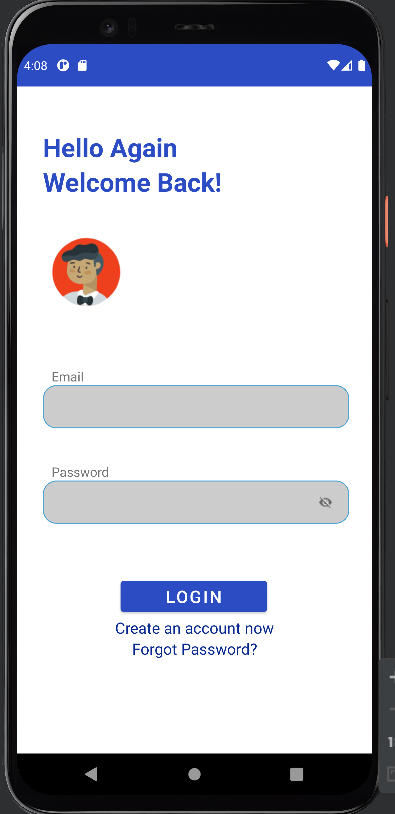 4:08
Hello Again
Welcome Back!
Email
Password
LOGIN
Create an account now
Forgot Password?